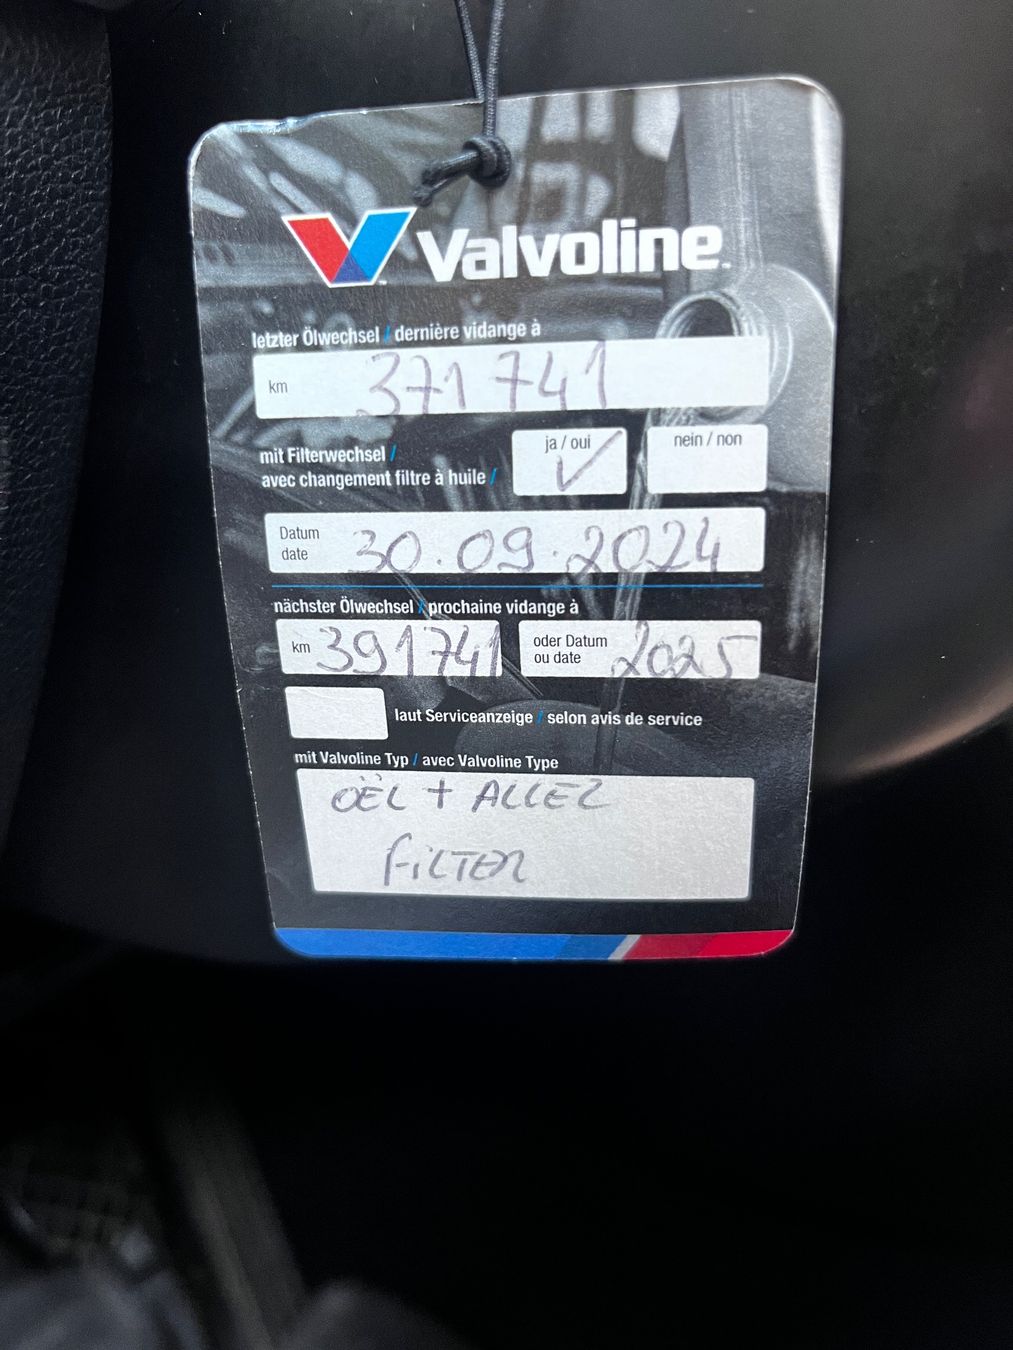 Valvoline™
letzter Ölwechsel / dernière vidange à
km 371741
mit Filterwechsel /
avec changement filtre à huile /
ja / oui ✓
nein / non
Datum
date
30.09.2024
nächster Ölwechsel / prochaine vidange à
km 391741
oder Datum
ou date
2025
laut Serviceanzeige / selon avis de service
mit Valvoline Typ / avec Valvoline Type
OËL + ALLEZ
FiLTER